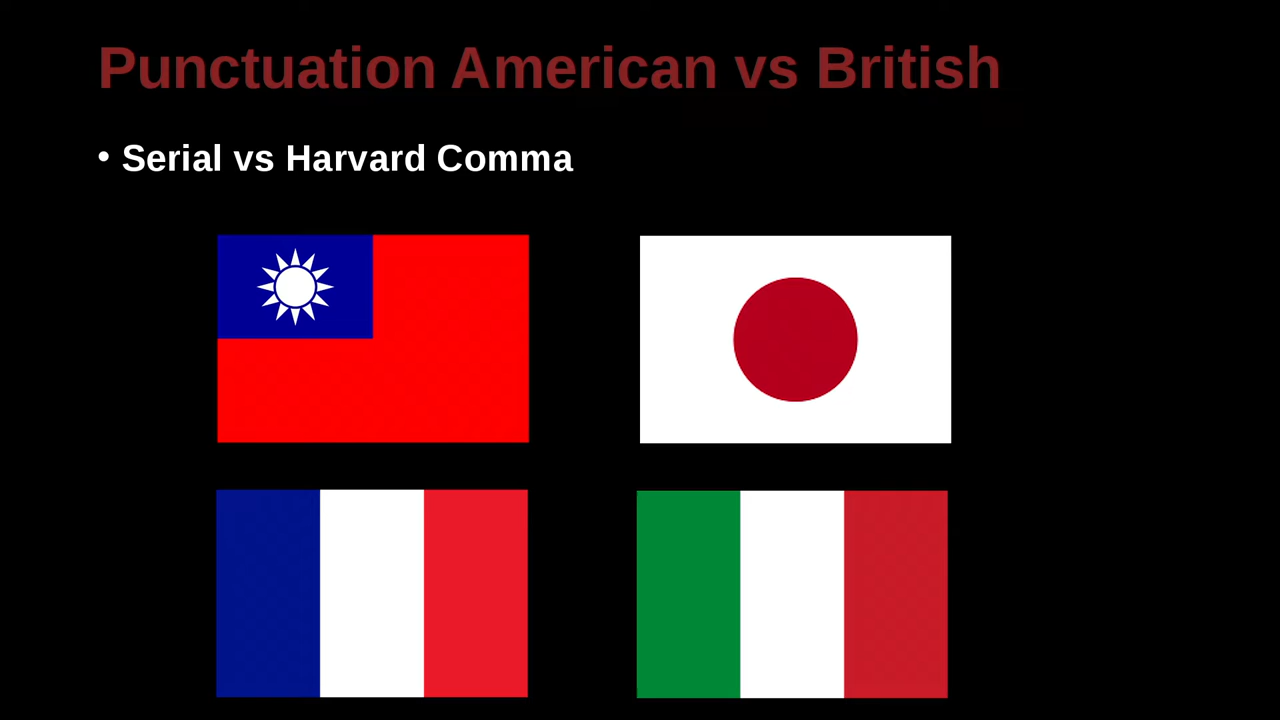 Punctuation American vs British
• Serial vs Harvard Comma